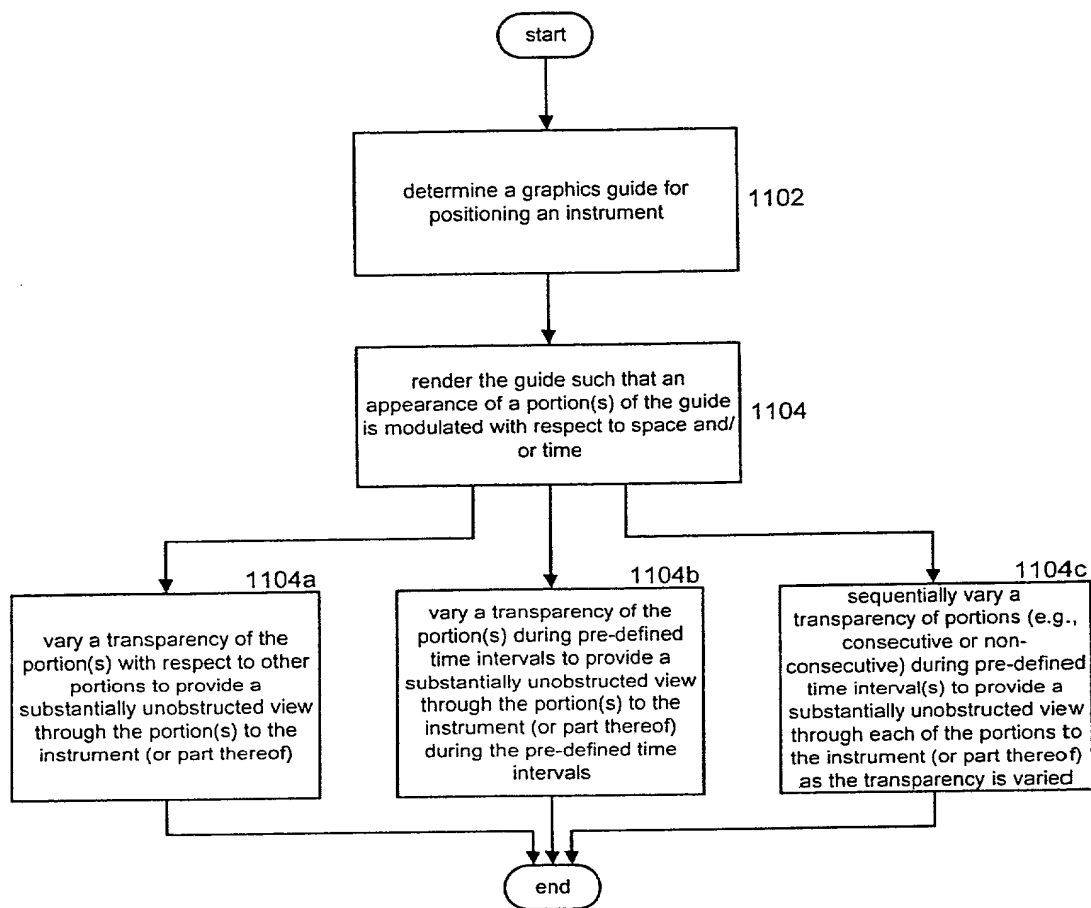 start
determine a graphics guide for
positioning an instrument
1102
render the guide such that an
appearance of a portion(s) of the guide
is modulated with respect to space and/
or time
1104
1104a
vary a transparency of the
portion(s) with respect to other
portions to provide a
substantially unobstructed view
through the portion(s) to the
instrument (or part thereof)
1104b
vary a transparency of the
portion(s) during pre-defined
time intervals to provide a
substantially unobstructed view
through the portion(s) to the
instrument (or part thereof)
during the pre-defined time
intervals
1104c
sequentially vary a
transparency of portions (e.g.,
consecutive or non-
consecutive) during pre-defined
time interval(s) to provide a
substantially unobstructed view
through each of the portions to
the instrument (or part thereof)
as the transparency is varied
end